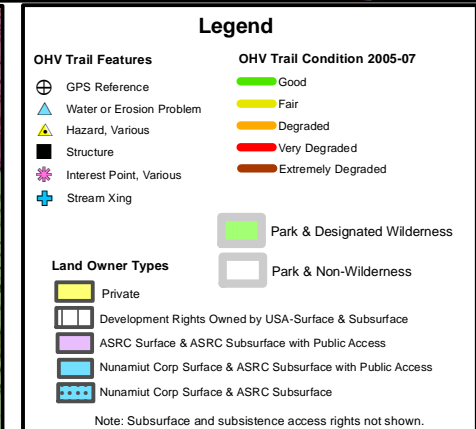 Legend
OHV Trail Features
GPS Reference
Water or Erosion Problem
Hazard, Various
Structure
Interest Point, Various
Stream Xing
OHV Trail Condition 2005-07
Good
Fair
Degraded
Very Degraded
Extremely Degraded
Park & Designated Wilderness
Park & Non-Wilderness
Land Owner Types
Private
Development Rights Owned by USA-Surface & Subsurface
ASRC Surface & ASRC Subsurface with Public Access
Nunamiut Corp Surface & ASRC Subsurface with Public Access
Nunamiut Corp Surface & ASRC Subsurface
Note: Subsurface and subsistence access rights not shown.